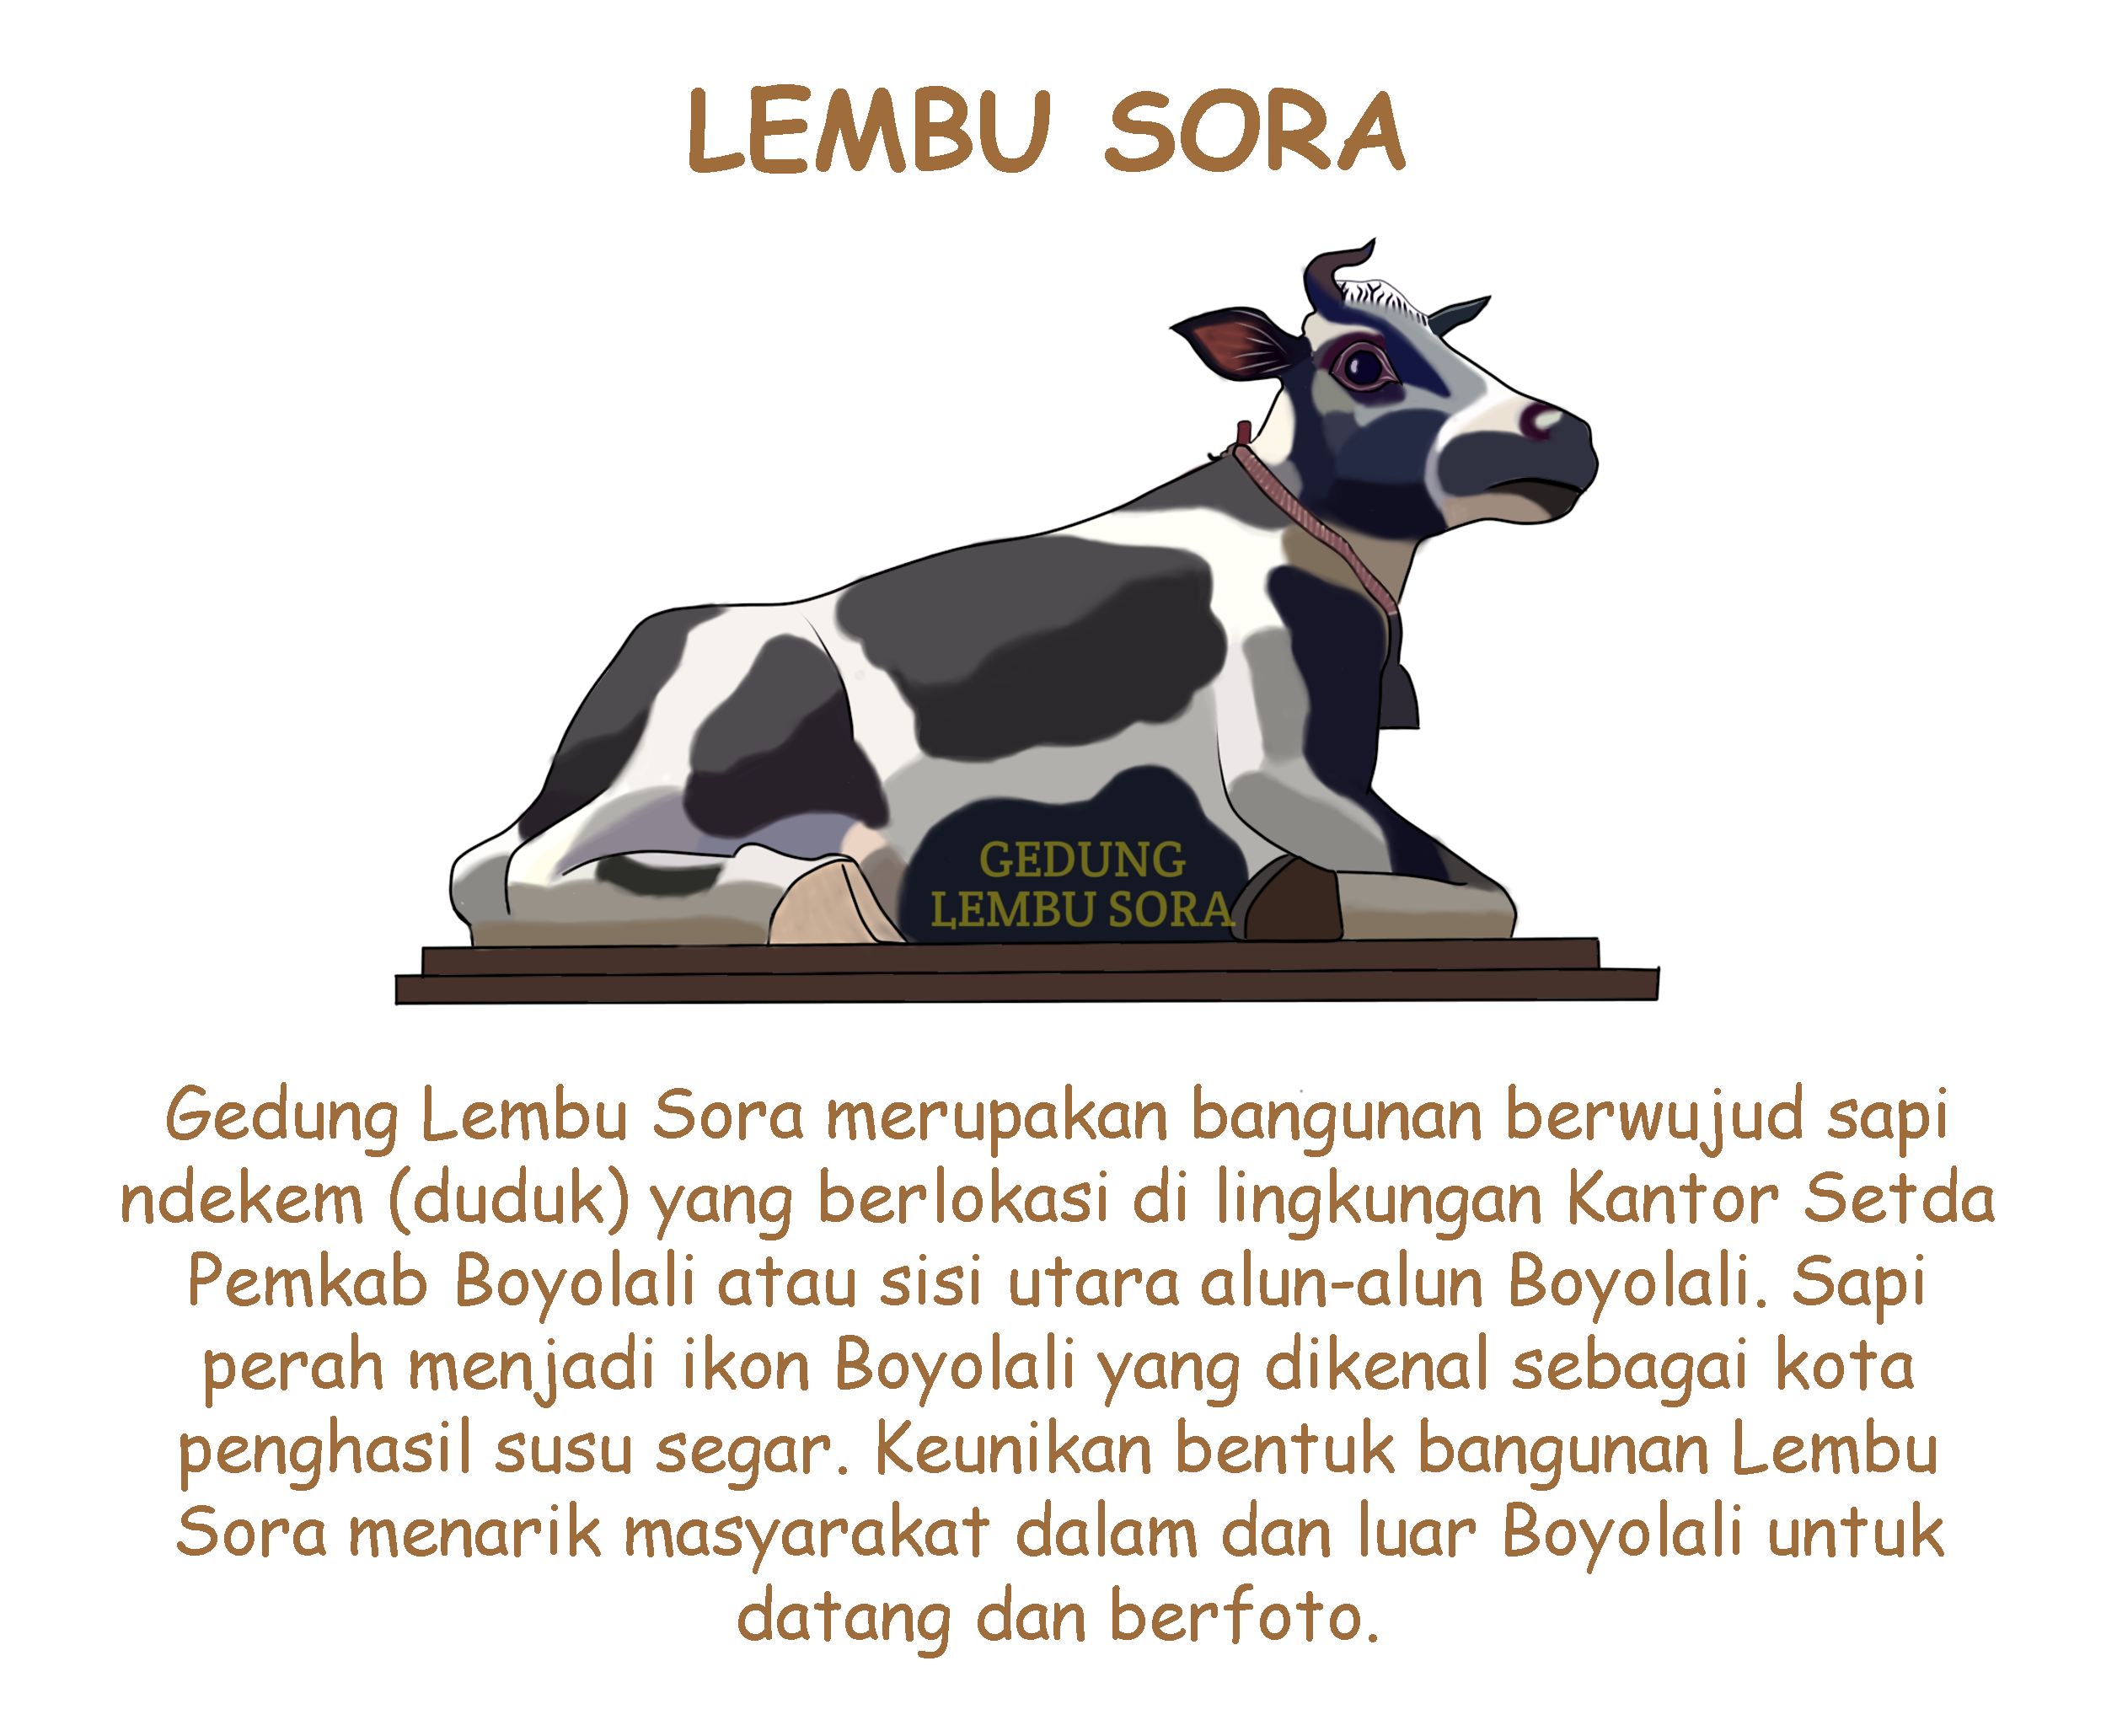 LEMBU SORA
GEDUNG
LEMBU SORA
Gedung Lembu Sora merupakan bangunan berwujud sapi
ndekem (duduk) yang berlokasi di lingkungan Kantor Setda
Pemkab Boyolali atau sisi utara alun-alun Boyolali. Sapi
perah menjadi ikon Boyolali yang dikenal sebagai kota
penghasil susu segar. Keunikan bentuk bangunan Lembu
Sora menarik masyarakat dalam dan luar Boyolali untuk
datang dan berfoto.